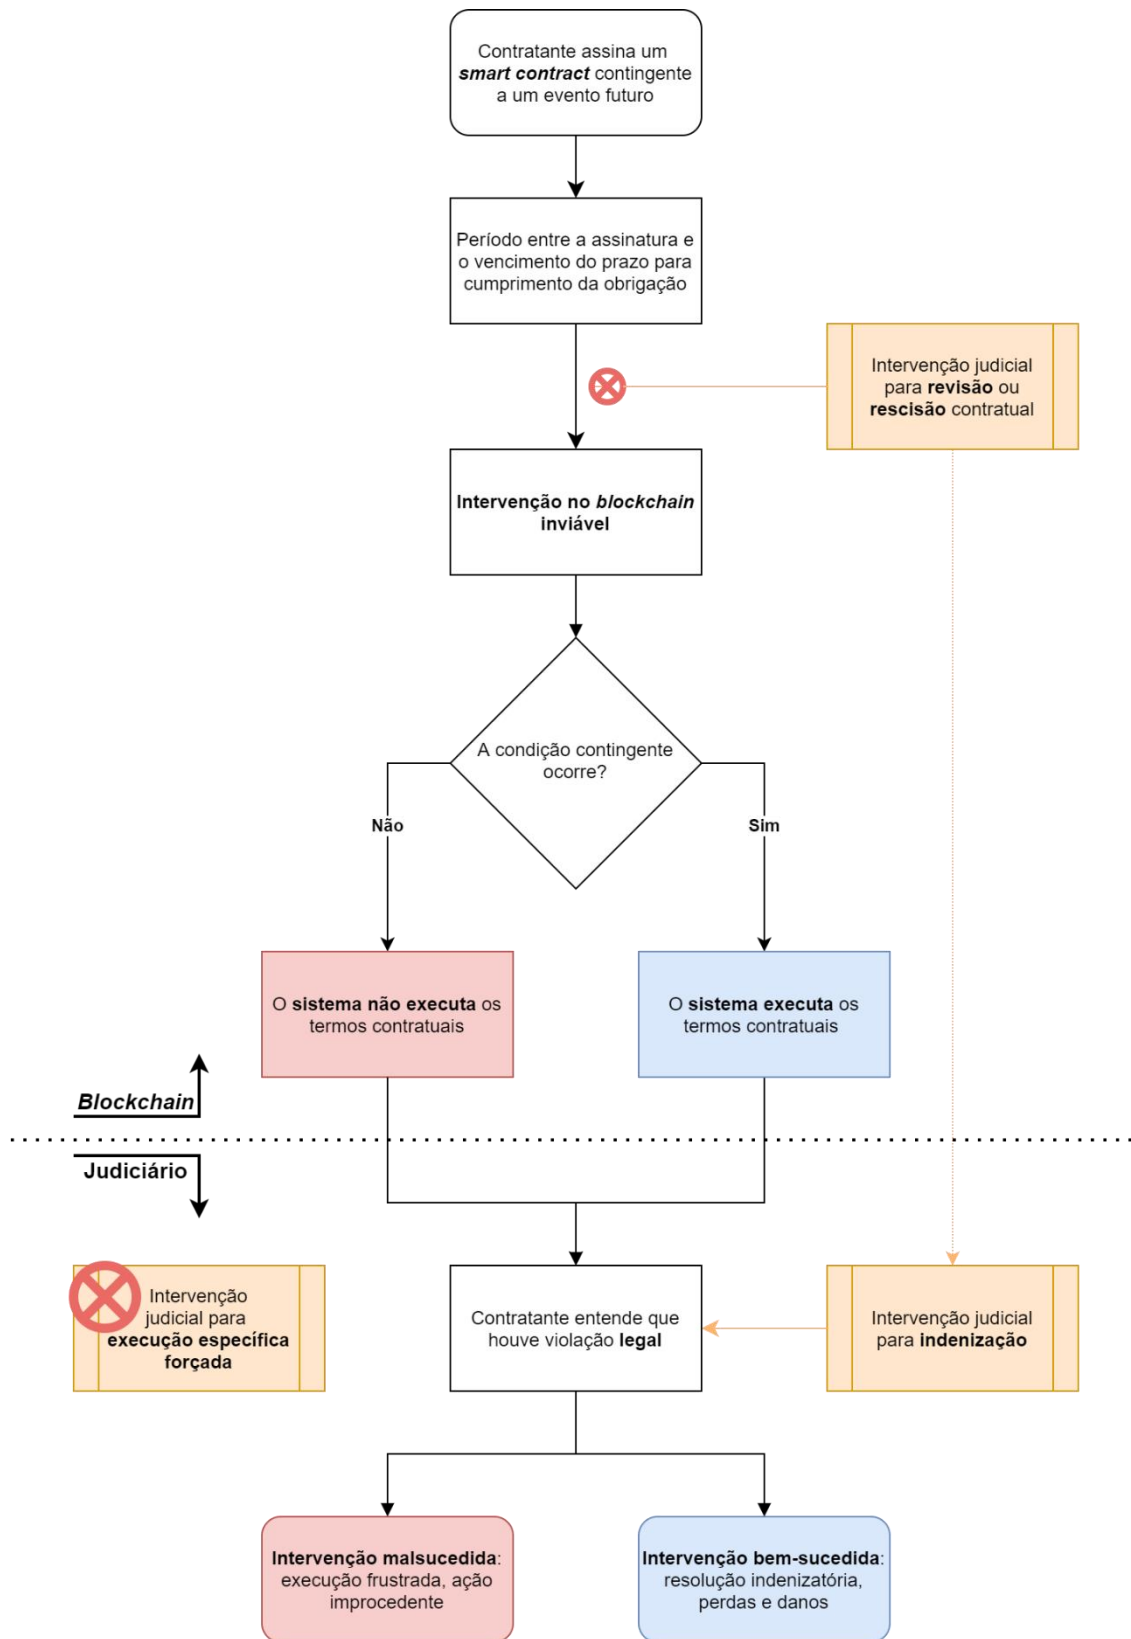 Contratante assina um
smart contract contingente
a um evento futuro
Período entre a assinatura e
o vencimento do prazo para
cumprimento da obrigação
Intervenção judicial
para revisão ou
rescisão contratual
Intervenção no blockchain
inviável
A condição contingente
ocorre?
Não
Sim
O sistema não executa os
termos contratuais
O sistema executa os
termos contratuais
Blockchain
Judiciário
Intervenção
judicial para
execução específica
forçada
Contratante entende que
houve violação legal
Intervenção judicial
para indenização
Intervenção malsucedida:
execução frustrada, ação
improcedente
Intervenção bem-sucedida:
resolução indenizatória,
perdas e danos